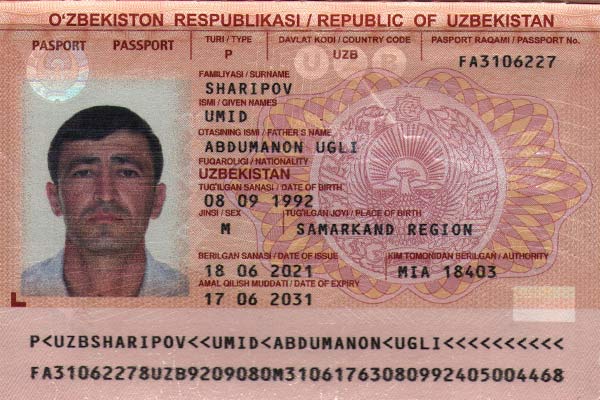 O‘ZBEKISTON RESPUBLIKASI / REPUBLIC OF UZBEKISTAN
PASPORT PASSPORT
TURI / TYPE DAVLAT KODI / COUNTRY CODE PASPORT RAQAMI / PASSPORT No.
P UZB FA3106227
FAMILIYASI / SURNAME
SHARIPOV
ISMI / GIVEN NAMES
UMID
OTASINING ISMI / FATHER'S NAME
ABDUMANON UGLI
FUQAROLIGI / NATIONALITY
UZBEKISTAN
TUG'ILGAN SANASI / DATE OF BIRTH
08 09 1992
JINSI / SEX TUG'ILGAN JOYI / PLACE OF BIRTH
M SAMARKAND REGION
BERILGAN SANASI / DATE OF ISSUE KIM TOMONIDAN BERILGAN / AUTHORITY
18 06 2021 MIA 18403
AMAL QILISH MUDDATI / DATE OF EXPIRY
17 06 2031
P<UZBSHARIPOV<<UMID<ABDUMANON<UGLI<<<<<<<<<<
FA31062278UZB9209080M31061763080992405004468